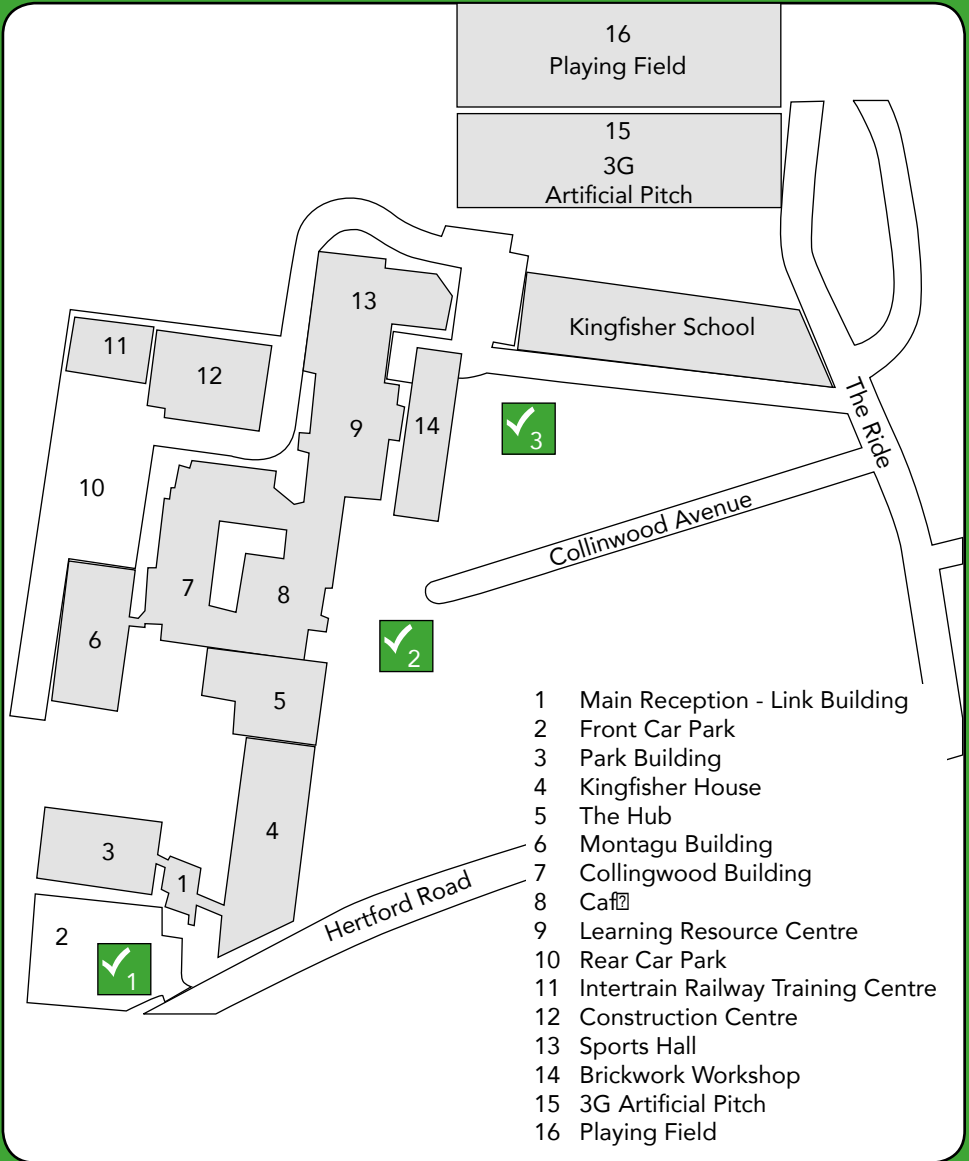 16
Playing Field
15
3G
Artificial Pitch
13
Kingfisher School
11
12
The Ride
9
14
3
10
Collinwood Avenue
7
8
6
2
5
1 Main Reception - Link Building
2 Front Car Park
3 Park Building
4 Kingfisher House
5 The Hub
6 Montagu Building
7 Collingwood Building
8 Caf
9 Learning Resource Centre
10 Rear Car Park
11 Intertrain Railway Training Centre
12 Construction Centre
13 Sports Hall
14 Brickwork Workshop
15 3G Artificial Pitch
16 Playing Field
4
3
1
Hertford Road
2
1